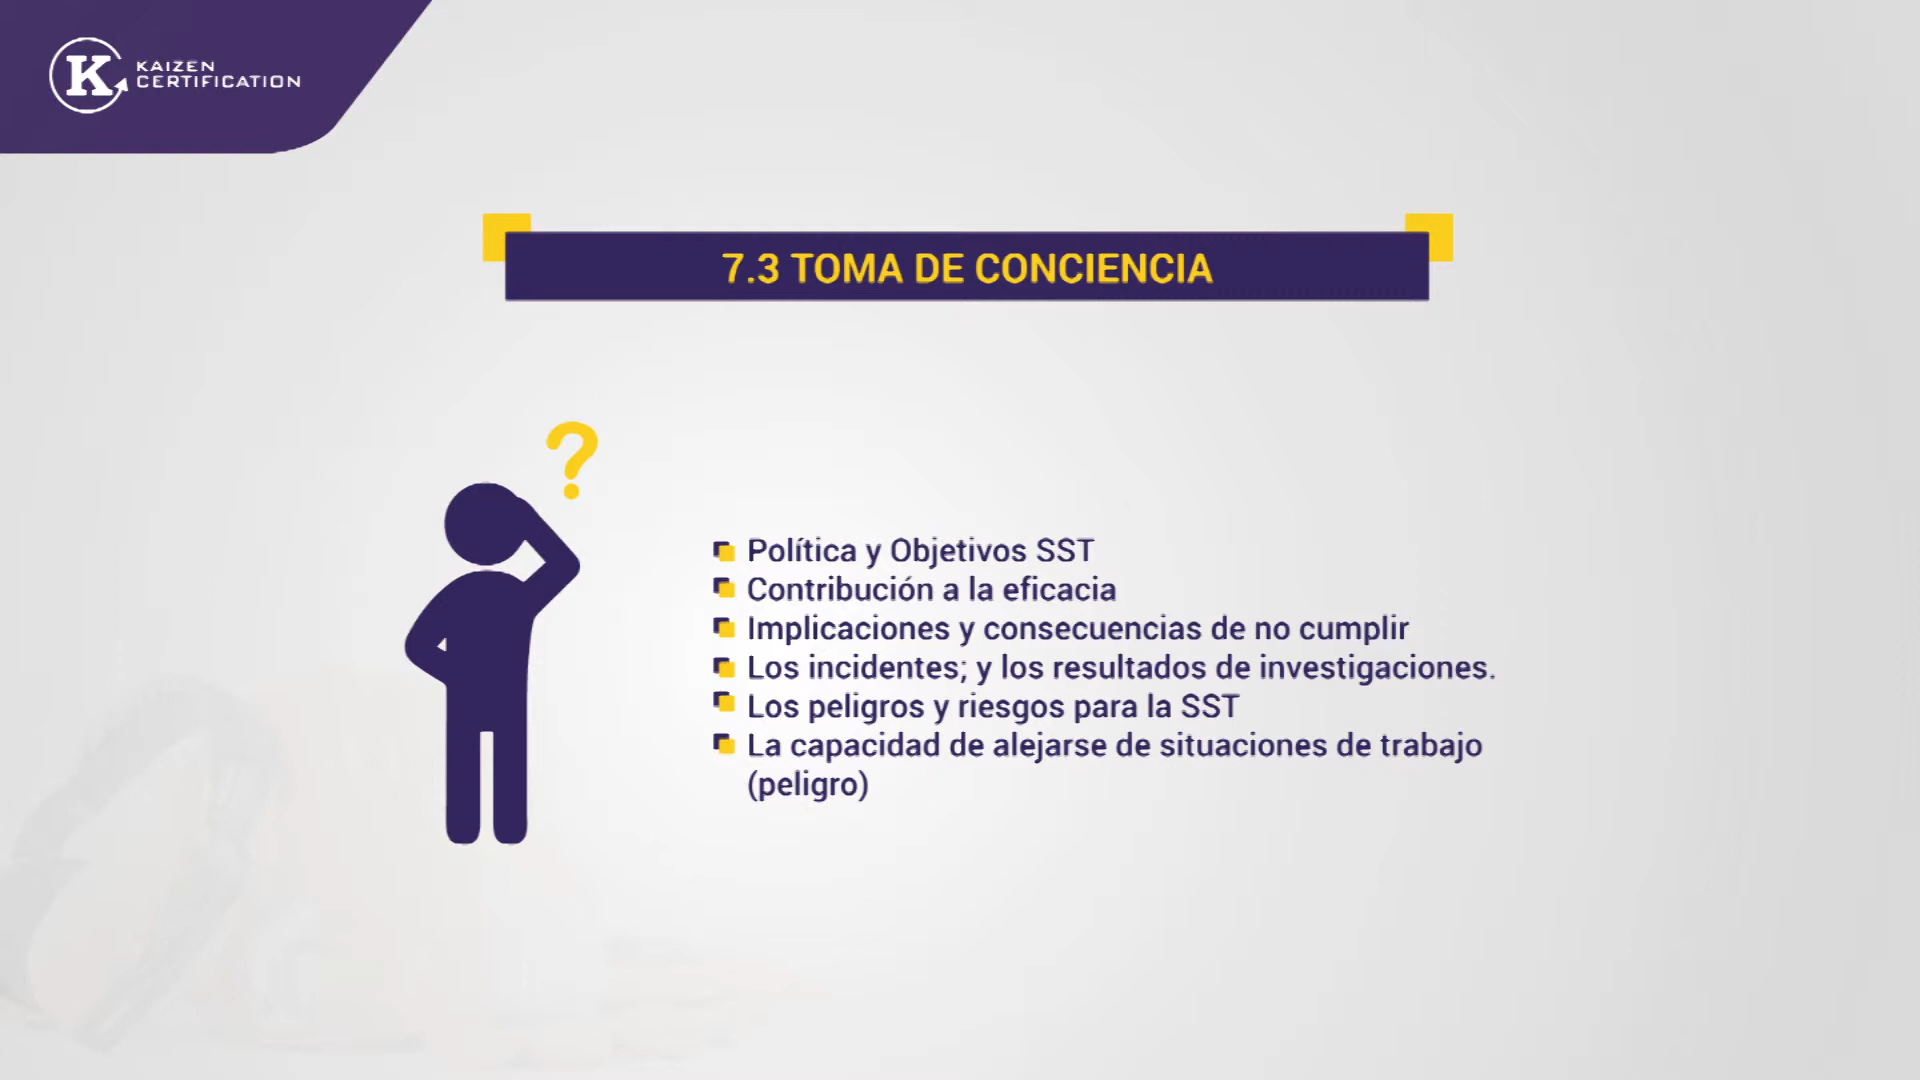 KAIZEN
CERTIFICATION
7.3 TOMA DE CONCIENCIA
?
Política y Objetivos SST
Contribución a la eficacia
Implicaciones y consecuencias de no cumplir
Los incidentes; y los resultados de investigaciones.
Los peligros y riesgos para la SST
La capacidad de alejarse de situaciones de trabajo
(peligro)